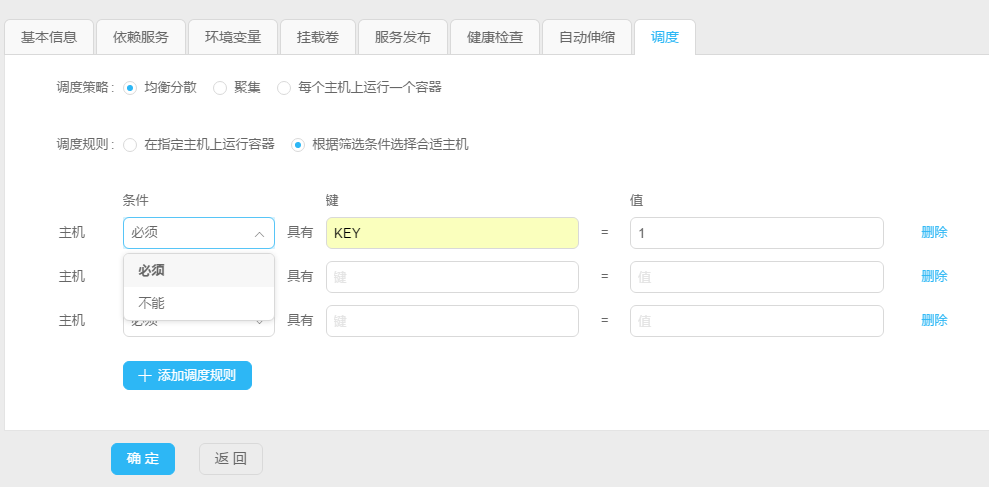 基本信息 依赖服务 环境变量 挂载卷 服务发布 健康检查 自动伸缩 调度
调度策略: 均衡分散 聚集 每个主机上运行一个容器
调度规则: 在指定主机上运行容器 根据筛选条件选择合适主机
条件 键 值
主机 必须 具有 KEY = 1 删除
必须
主机 具有 键 = 值 删除
不能
主机 必须 具有 键 = 值 删除
添加调度规则
确定 返回